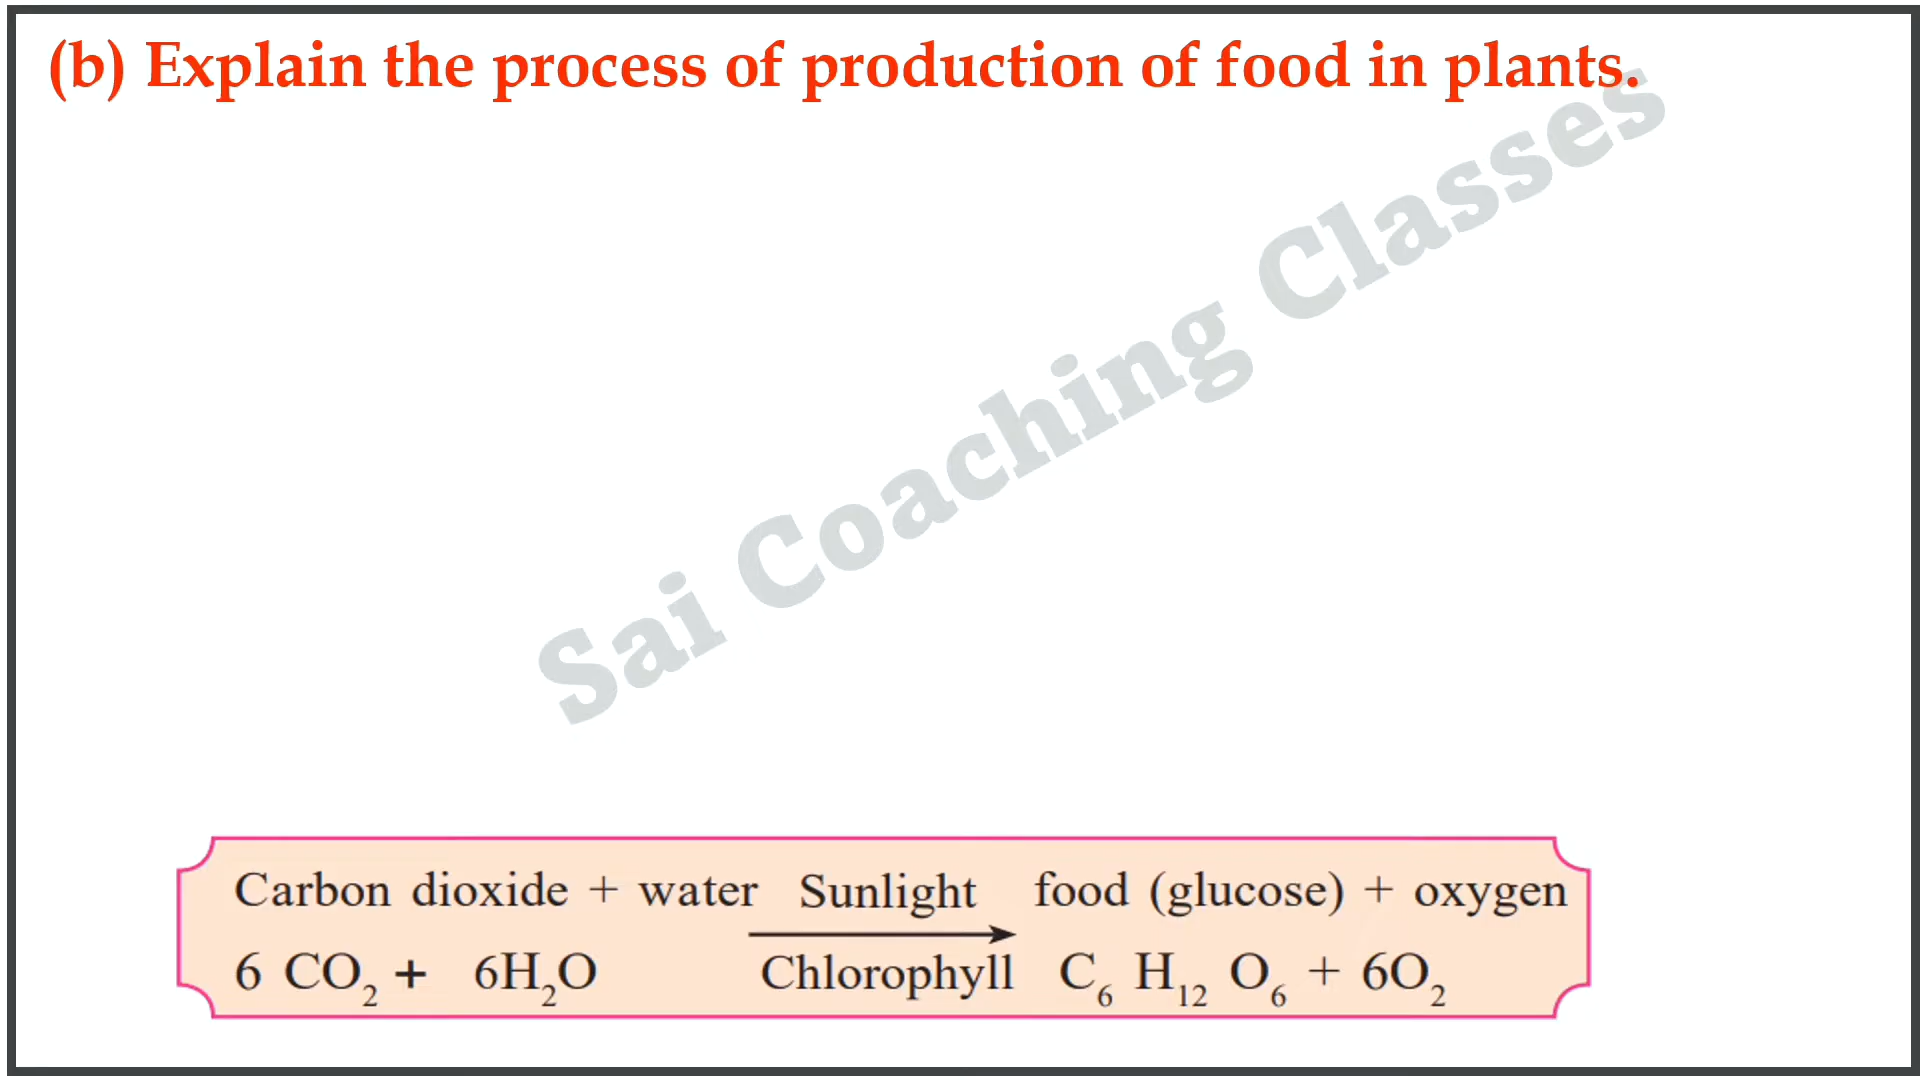 (b) Explain the process of production of food in plants.
Sai Coaching Classes
Carbon dioxide + water Sunlight food (glucose) + oxygen
6 CO₂ + 6H₂O Chlorophyll C₆ H₁₂ O₆ + 6O₂